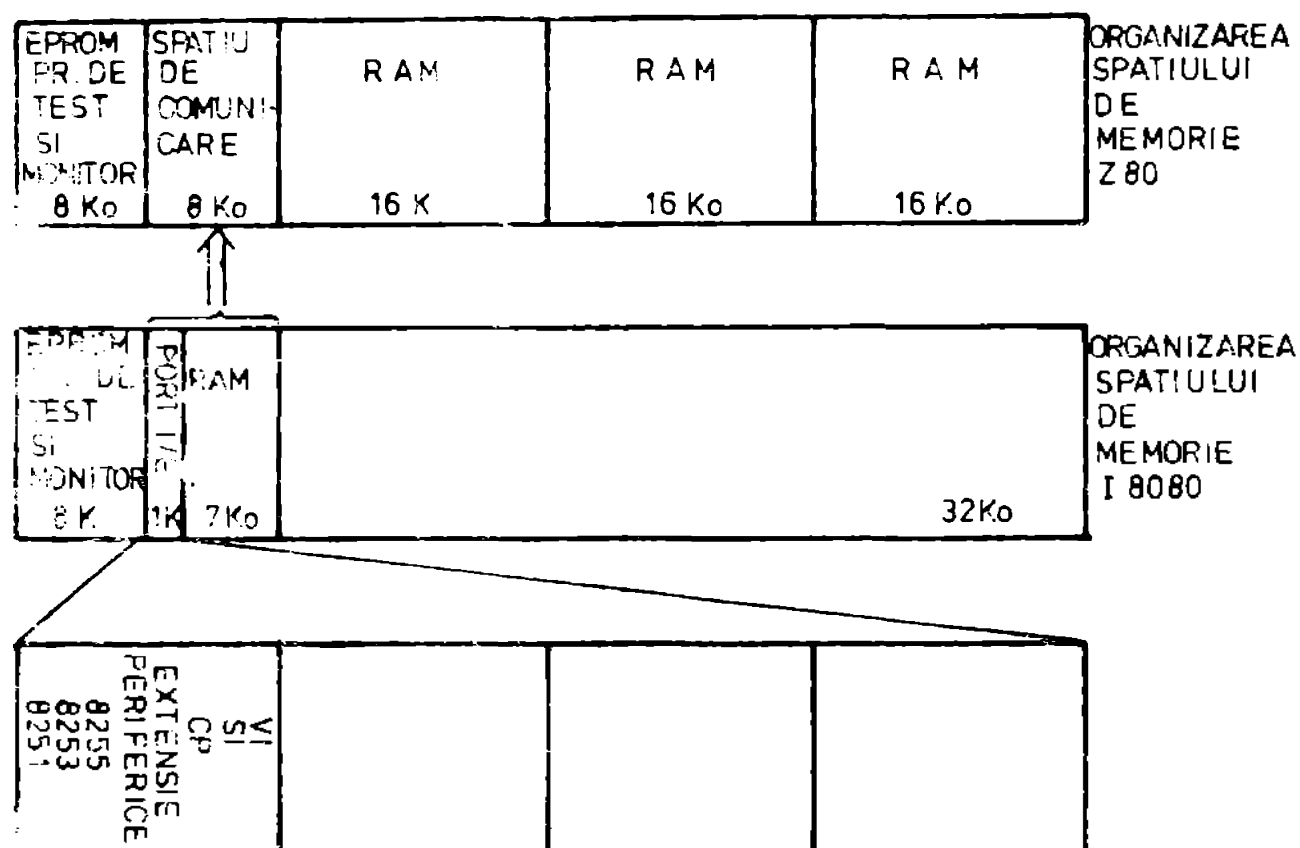 EPROM
PR. DE
TEST
SI
MONITOR
8 Ko
SPATIU
DE
COMUNI-
CARE
8 Ko
RAM
16 K
RAM
16 Ko
RAM
16 Ko
ORGANIZAREA
SPATIULUI
DE
MEMORIE
Z 80
EPROM
DE
TEST
SI
MONITOR
8 K
PORT
1K
RAM
7 Ko
32Ko
ORGANIZAREA
SPATIULUI
DE
MEMORIE
I 8080
VI
SI
CP
EXTENSIE
PERIFERICE
8255
8253
8251